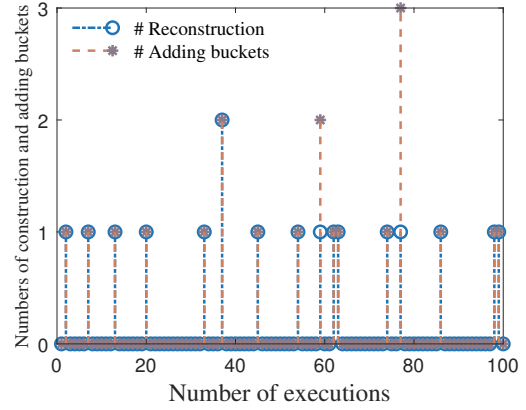 3
# Reconstruction
# Adding buckets
2
1
0
Numbers of construction and adding buckets
0 20 40 60 80 100
Number of executions